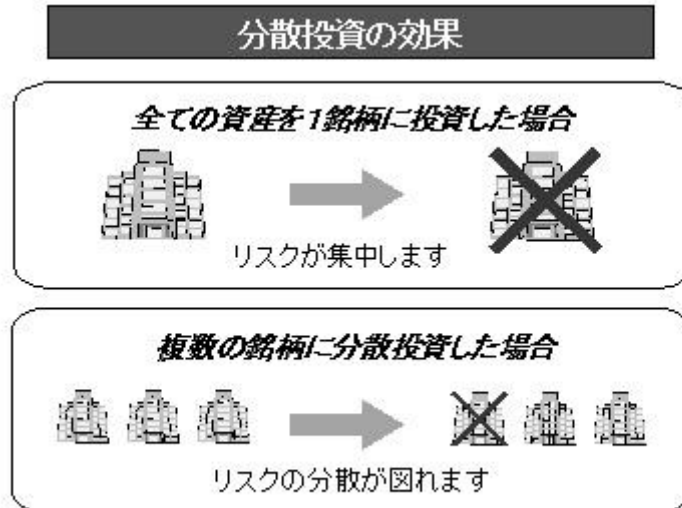 分散投資の効果
全ての資産を1銘柄に投資した場合
リスクが集中します
複数の銘柄に分散投資した場合
リスクの分散が図れます